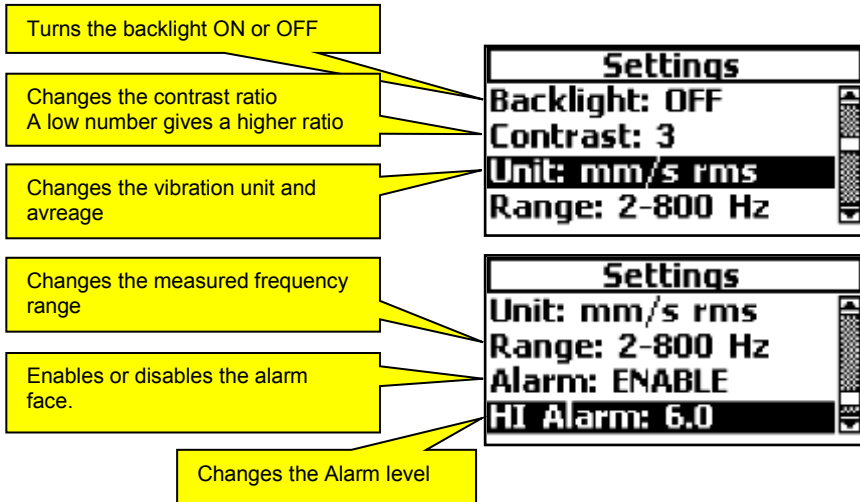 Turns the backlight ON or OFF
Changes the contrast ratio
A low number gives a higher ratio
Changes the vibration unit and
avreage
Settings
Backlight: OFF
Contrast: 3
Unit: mm/s rms
Range: 2-800 Hz
Changes the measured frequency
range
Enables or disables the alarm
face.
Changes the Alarm level
Settings
Unit: mm/s rms
Range: 2-800 Hz
Alarm: ENABLE
HI Alarm: 6.0